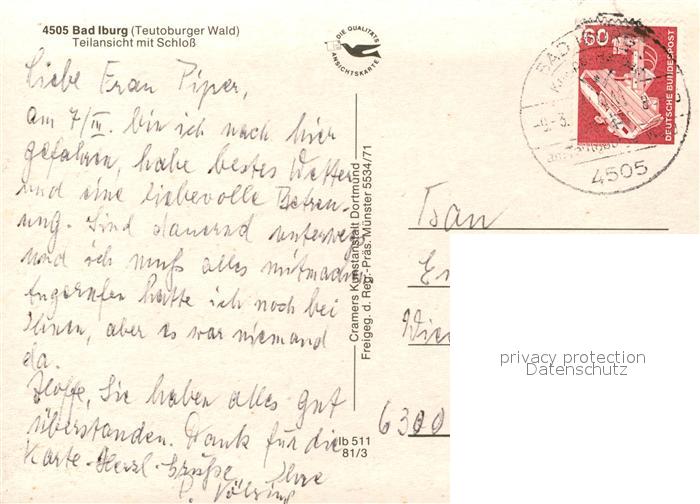 4505 Bad Iburg (Teutoburger Wald)
Teilansicht mit Schloß
DIE QUALITÄTS
ANSICHTSKARTE
60
DEUTSCHE BUNDESPOST
BAD
4505
Liebe Frau Piper,
am 7/III. bin ich nach hier
gefahren, habe bestes Wetter
und eine liebevolle Betreu-
ung. Sind dauernd unterwegs
und ich muß alles mitmachen
Angerufen hatte ich noch bei
Ihnen, aber es war niemand
da.
Hoffe, Sie haben alles gut
überstanden. Dank für die
Karte. Herzl. Grüße Ihre
Cramers Kunstanstalt Dortmund
Freigeg. d. Reg.-Präs. Münster 5534/71
Frau
6300
Ib 511
81/3
privacy protection
Datenschutz